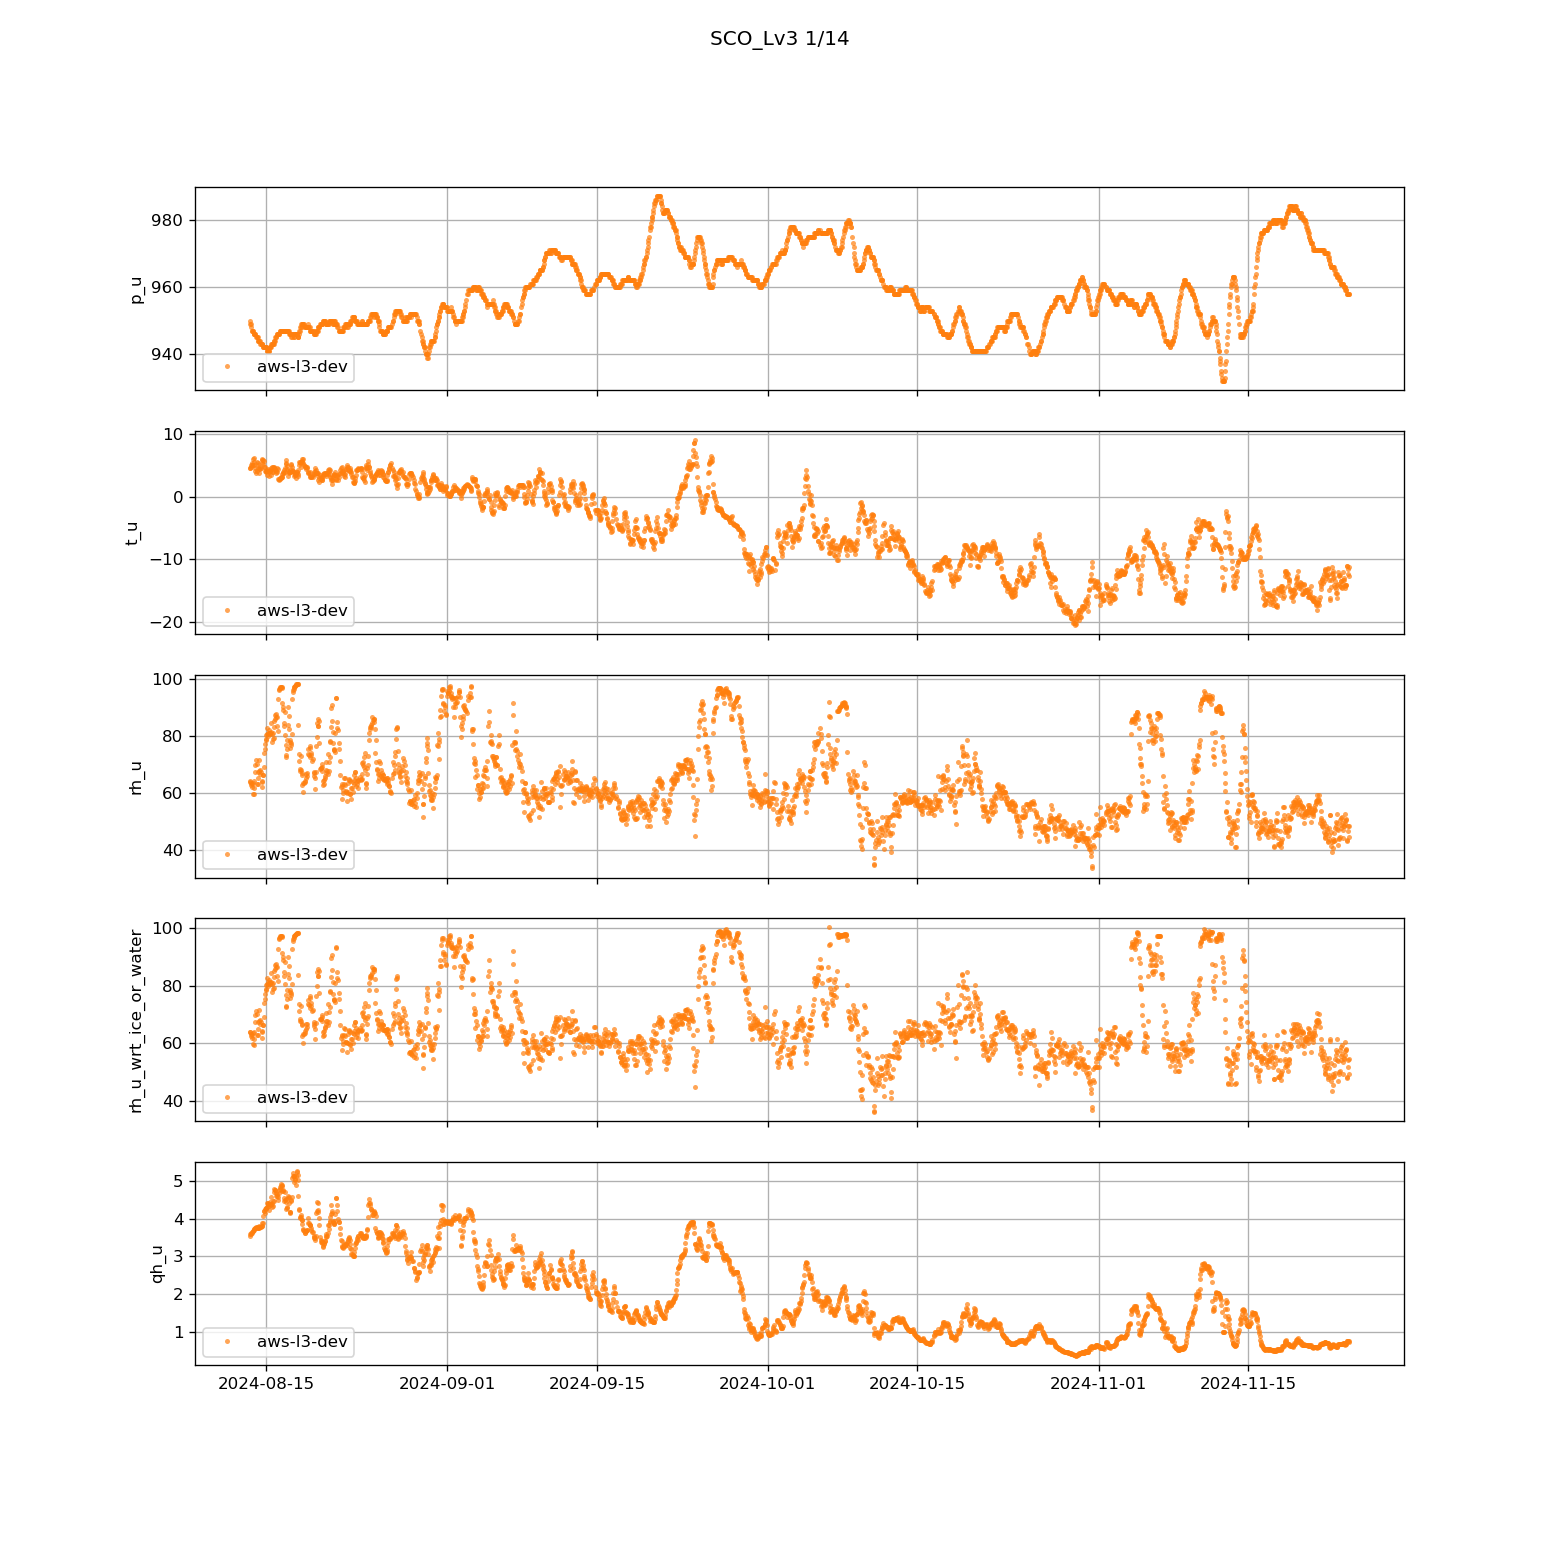 SCO_Lv3 1/14
980
960
940
p_u
aws-l3-dev
10
0
−10
−20
t_u
aws-l3-dev
100
80
60
40
rh_u
aws-l3-dev
100
80
60
40
rh_u_wrt_ice_or_water
aws-l3-dev
5
4
3
2
1
qh_u
aws-l3-dev
2024-08-15 2024-09-01 2024-09-15 2024-10-01 2024-10-15 2024-11-01 2024-11-15